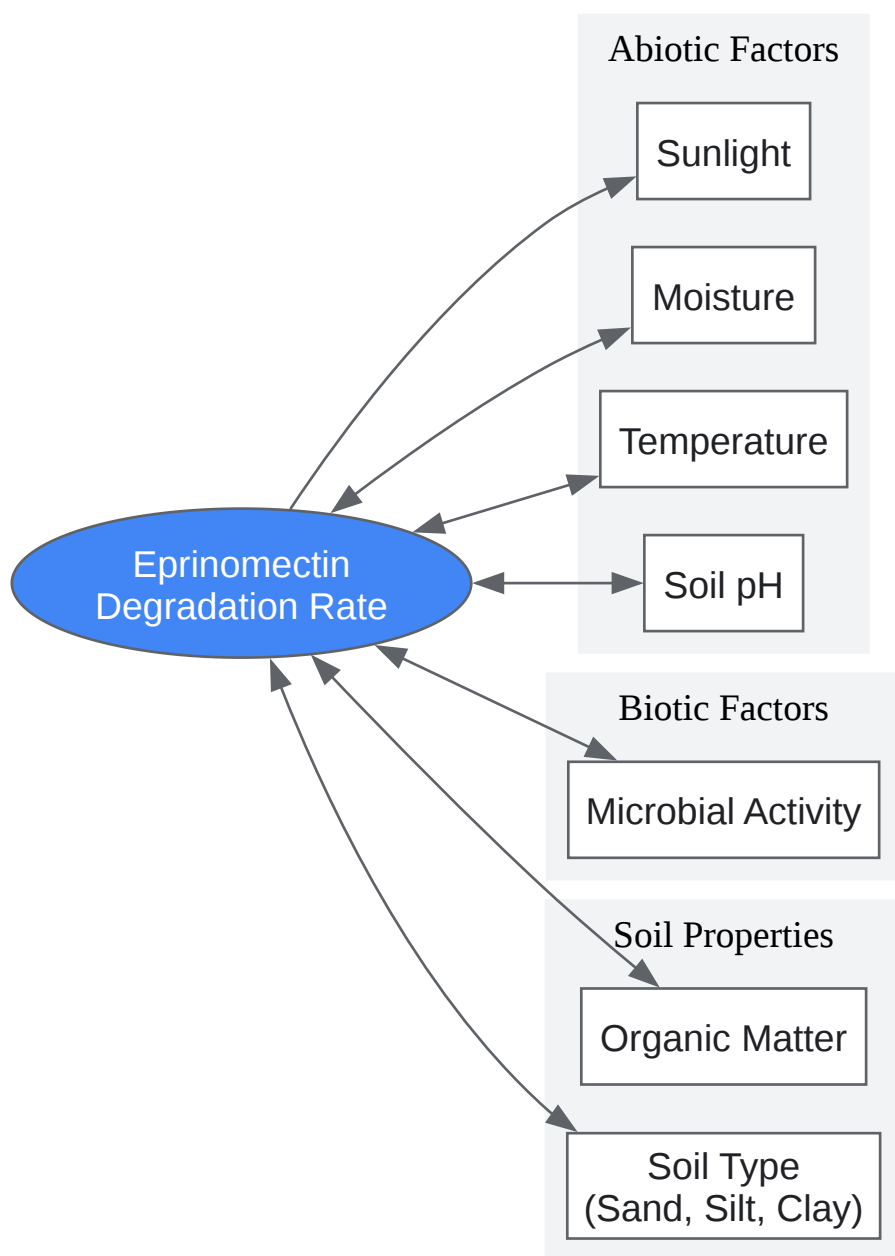 Abiotic Factors
Sunlight
Moisture
Temperature
Soil pH
Eprinomectin
Degradation Rate
Biotic Factors
Microbial Activity
Soil Properties
Organic Matter
Soil Type
(Sand, Silt, Clay)